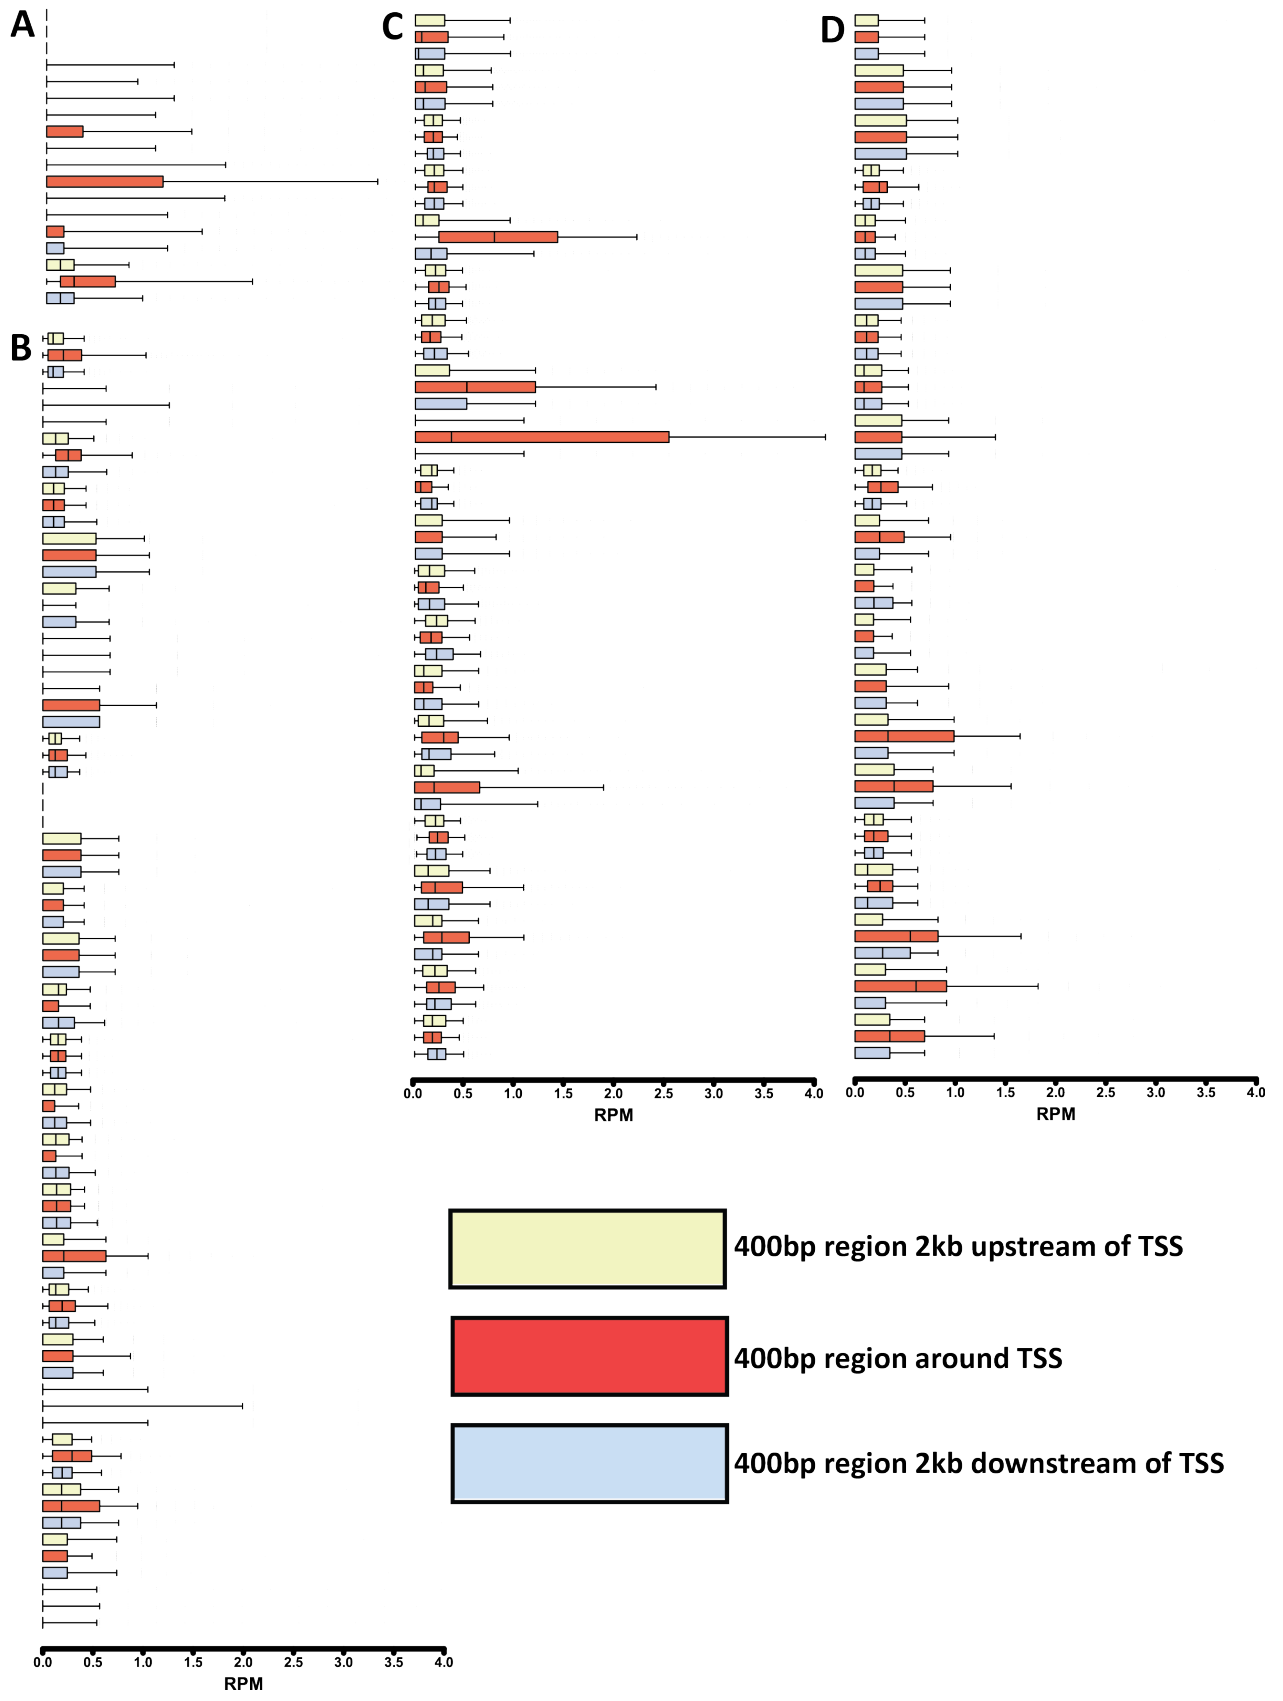 A
C
D
B
0.0 0.5 1.0 1.5 2.0 2.5 3.0 3.5 4.0
RPM
0.0 0.5 1.0 1.5 2.0 2.5 3.0 3.5 4.0
RPM
400bp region 2kb upstream of TSS
400bp region around TSS
400bp region 2kb downstream of TSS
0.0 0.5 1.0 1.5 2.0 2.5 3.0 3.5 4.0
RPM